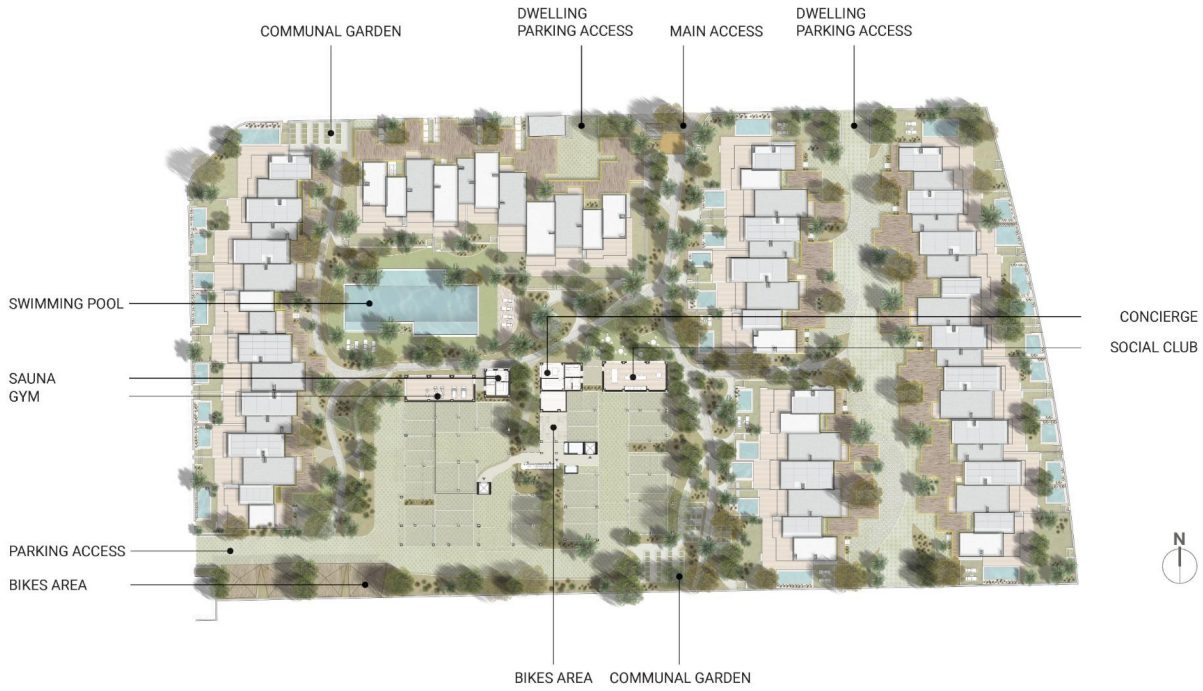 COMMUNAL GARDEN
DWELLING
PARKING ACCESS
MAIN ACCESS
DWELLING
PARKING ACCESS
SWIMMING POOL
CONCIERGE
SOCIAL CLUB
SAUNA
GYM
PARKING ACCESS
BIKES AREA
N
BIKES AREA
COMMUNAL GARDEN